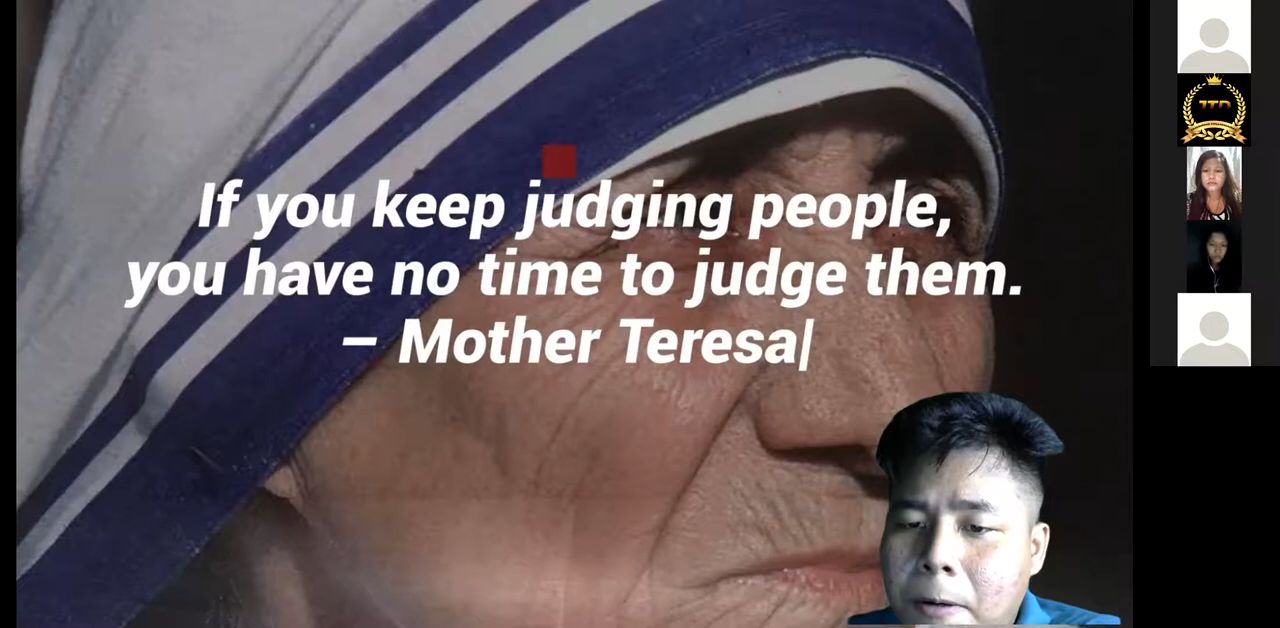 If you keep judging people,
you have no time to judge them.
– Mother Teresa|